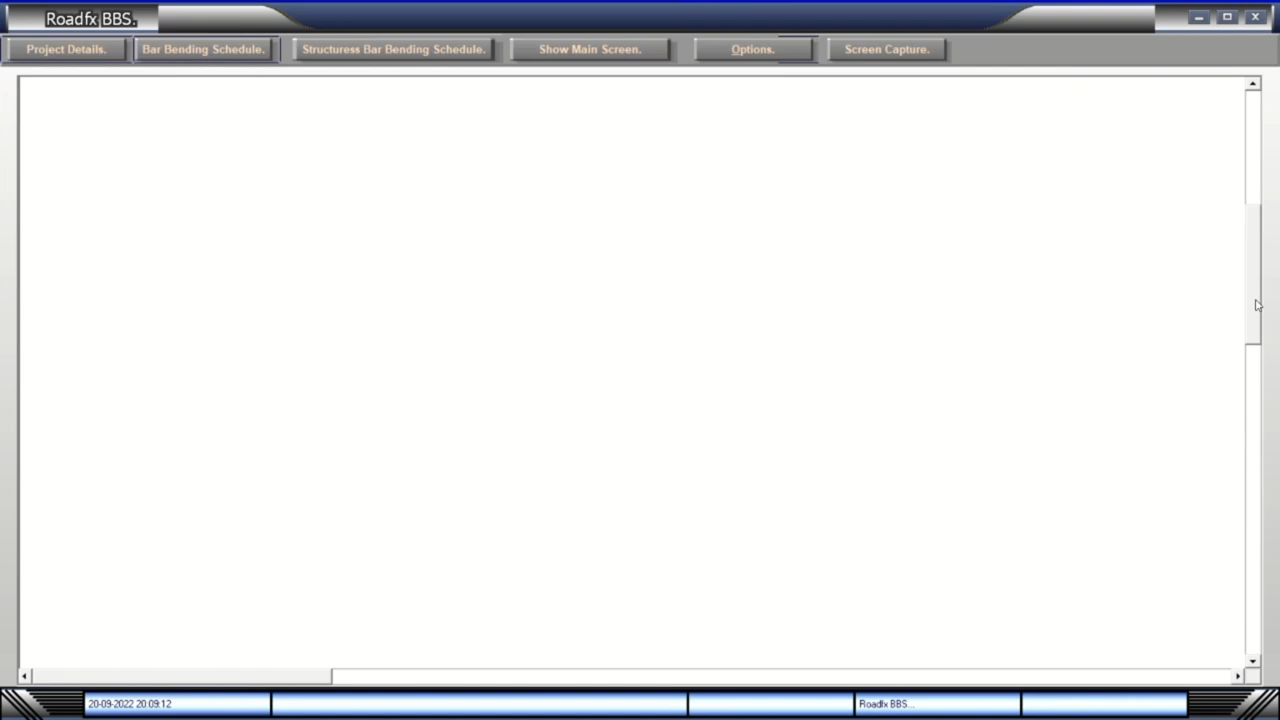 Roadfx BBS.
Project Details. Bar Bending Schedule. Structuress Bar Bending Schedule. Show Main Screen. Options. Screen Capture.
20-09-2022 20:09:12 Roadfx BBS...